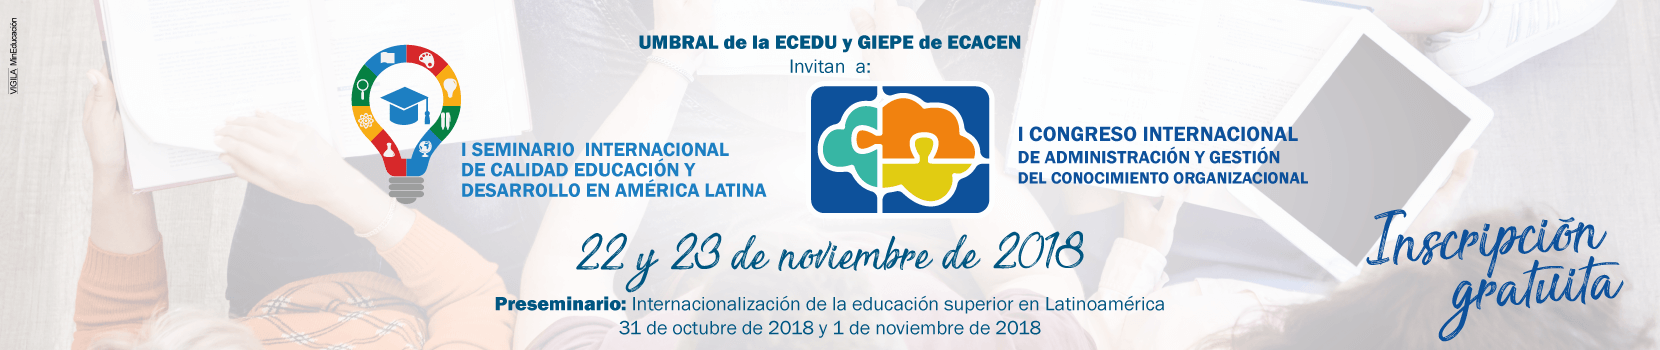 VIGILA MinEducación
UMBRAL de la ECEDU y GIEPE de ECACEN
Invitan a:
I SEMINARIO INTERNACIONAL
DE CALIDAD EDUCACIÓN Y
DESARROLLO EN AMÉRICA LATINA
I CONGRESO INTERNACIONAL
DE ADMINISTRACIÓN Y GESTIÓN
DEL CONOCIMIENTO ORGANIZACIONAL
22 y 23 de noviembre de 2018
Preseminario: Internacionalización de la educación superior en Latinoamérica
31 de octubre de 2018 y 1 de noviembre de 2018
Inscripción
gratuita